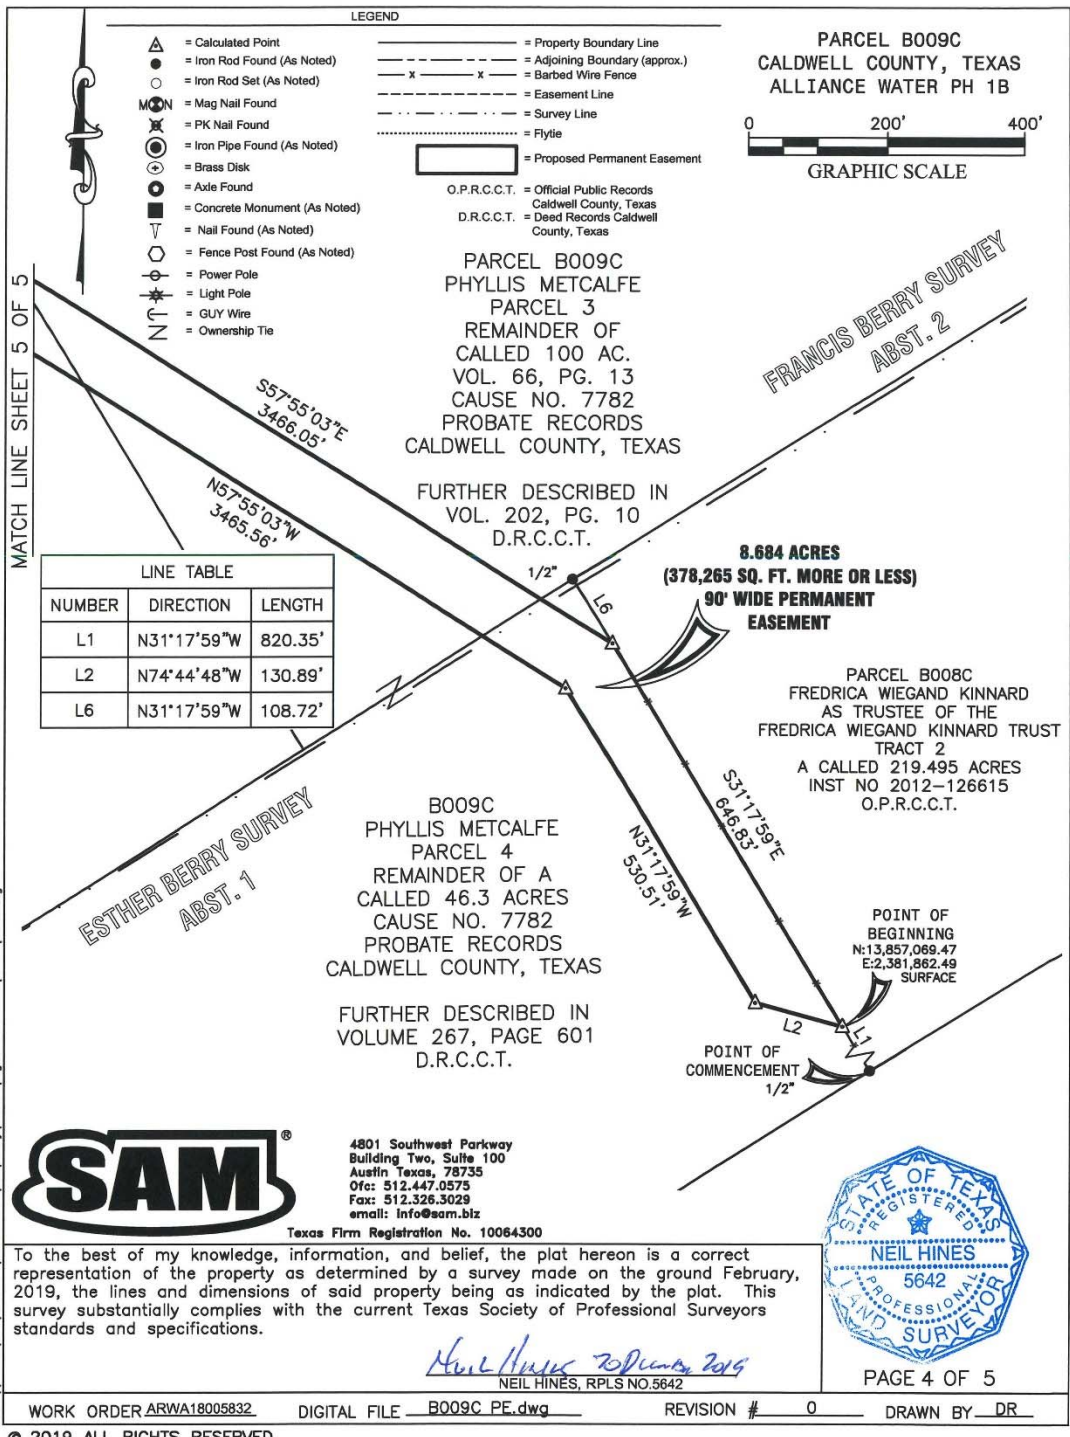 LEGEND
= Calculated Point
= Iron Rod Found (As Noted)
= Iron Rod Set (As Noted)
M N = Mag Nail Found
= PK Nail Found
= Iron Pipe Found (As Noted)
= Brass Disk
= Axle Found
= Concrete Monument (As Noted)
= Nail Found (As Noted)
= Fence Post Found (As Noted)
= Power Pole
= Light Pole
= GUY Wire
= Ownership Tie
= Property Boundary Line
= Adjoining Boundary (approx.)
x x = Barbed Wire Fence
= Easement Line
= Survey Line
= Flytie
= Proposed Permanent Easement
O.P.R.C.C.T. = Official Public Records
Caldwell County, Texas
D.R.C.C.T. = Deed Records Caldwell
County, Texas
PARCEL B009C
CALDWELL COUNTY, TEXAS
ALLIANCE WATER PH 1B
0 200' 400'
GRAPHIC SCALE
MATCH LINE SHEET 5 OF 5
PARCEL B009C
PHYLLIS METCALFE
PARCEL 3
REMAINDER OF
CALLED 100 AC.
VOL. 66, PG. 13
CAUSE NO. 7782
PROBATE RECORDS
CALDWELL COUNTY, TEXAS
FURTHER DESCRIBED IN
VOL. 202, PG. 10
D.R.C.C.T.
FRANCIS BERRY SURVEY
ABST. 2
S57°55'03"E
3466.05'
N57°55'03"W
3465.56'
LINE TABLE
NUMBER DIRECTION LENGTH
L1 N31°17'59"W 820.35'
L2 N74°44'48"W 130.89'
L6 N31°17'59"W 108.72'
1/2"
L6
8.684 ACRES
(378,265 SQ. FT. MORE OR LESS)
90' WIDE PERMANENT
EASEMENT
PARCEL B008C
FREDRICA WIEGAND KINNARD
AS TRUSTEE OF THE
FREDRICA WIEGAND KINNARD TRUST
TRACT 2
A CALLED 219.495 ACRES
INST NO 2012-126615
O.P.R.C.C.T.
S31°17'59"E
646.83'
N31°17'59"W
530.51'
ESTHER BERRY SURVEY
ABST. 1
B009C
PHYLLIS METCALFE
PARCEL 4
REMAINDER OF A
CALLED 46.3 ACRES
CAUSE NO. 7782
PROBATE RECORDS
CALDWELL COUNTY, TEXAS
FURTHER DESCRIBED IN
VOLUME 267, PAGE 601
D.R.C.C.T.
POINT OF
BEGINNING
N:13,857,069.47
E:2,381,862.49
SURFACE
L2
L1
POINT OF
COMMENCEMENT
1/2"
SAM®
4801 Southwest Parkway
Building Two, Suite 100
Austin Texas, 78735
Ofc: 512.447.0575
Fax: 512.326.3029
email: info@sam.biz
Texas Firm Registration No. 10064300
STATE OF TEXAS
REGISTERED
NEIL HINES
5642
PROFESSIONAL
LAND SURVEYOR
To the best of my knowledge, information, and belief, the plat hereon is a correct
representation of the property as determined by a survey made on the ground February,
2019, the lines and dimensions of said property being as indicated by the plat. This
survey substantially complies with the current Texas Society of Professional Surveyors
standards and specifications.
Neil Hines 20 December 2019
NEIL HINES, RPLS NO.5642
PAGE 4 OF 5
WORK ORDER ARWA18005832 DIGITAL FILE B009C PE.dwg REVISION # 0 DRAWN BY DR
© 2019 ALL RIGHTS RESERVED